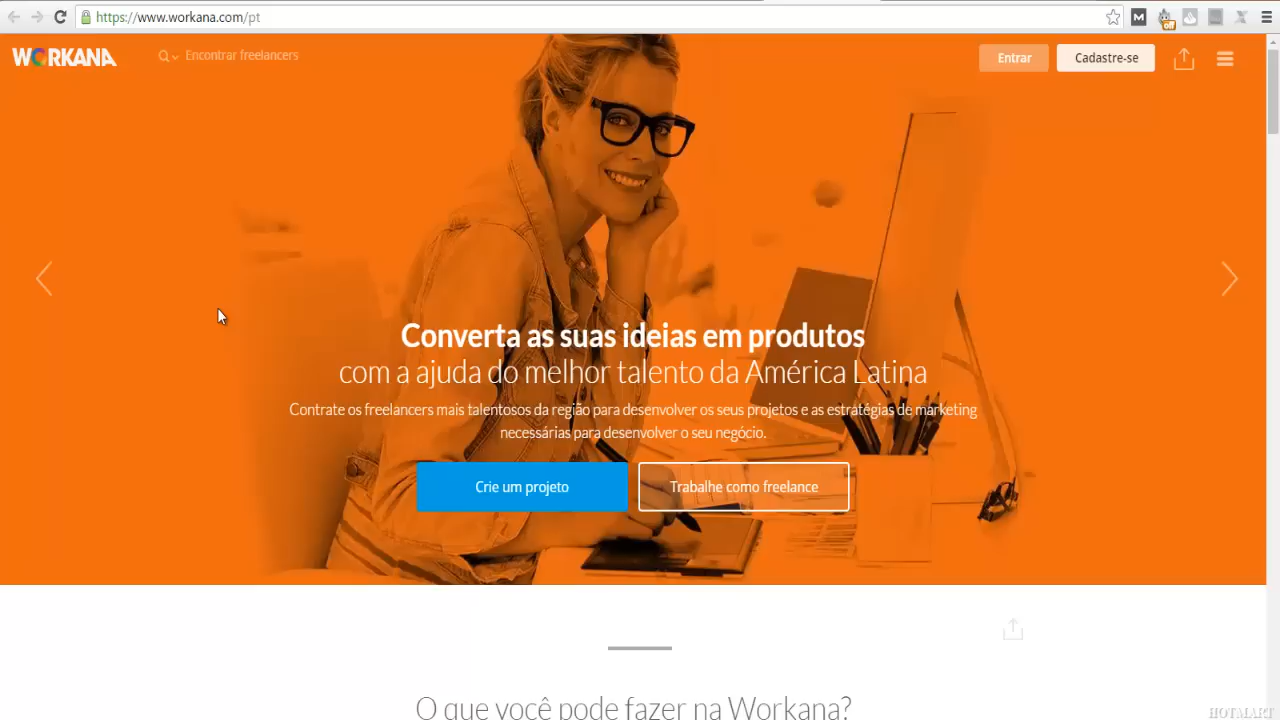 https://www.workana.com/pt
M
off
WORKANA
Encontrar freelancers
Entrar
Cadastre-se
Converta as suas ideias em produtos
com a ajuda do melhor talento da América Latina
Contrate os freelancers mais talentosos da região para desenvolver os seus projetos e as estratégias de marketing
necessárias para desenvolver o seu negócio.
Crie um projeto
Trabalhe como freelance
O que você pode fazer na Workana?
HOTMART